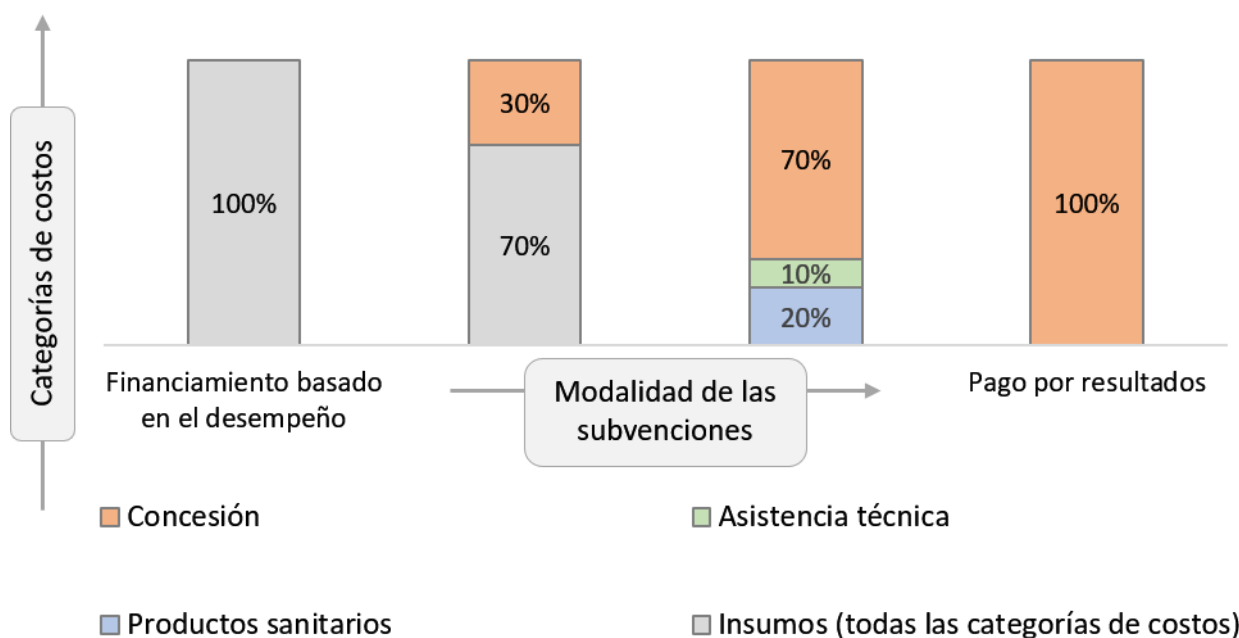 Categorías de costos
100%
30%
70%
70%
10%
20%
100%
Financiamiento basado
en el desempeño
Modalidad de las
subvenciones
Pago por resultados
Concesión
Asistencia técnica
Productos sanitarios
Insumos (todas las categorías de costos)